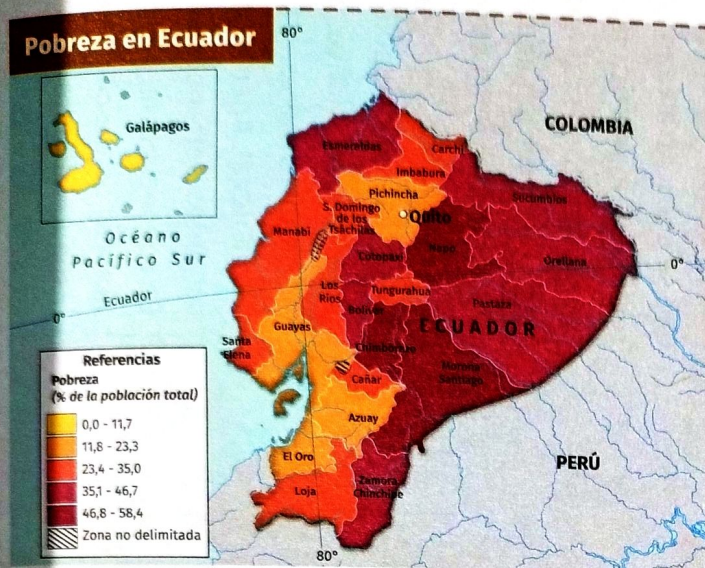 Pobreza en Ecuador
80°
Galápagos
COLOMBIA
Esmeraldas
Carchi
Imbabura
Pichincha
Sucumbíos
Quito
S. Domingo
de los
Tsáchilas
Manabí
Napo
Océano
Pacífico Sur
Cotopaxi
Orellana
0°
Ecuador
0°
Los
Ríos
Tungurahua
Pastaza
Bolívar
ECUADOR
Guayas
Santa
Elena
Chimborazo
Morona
Santiago
Cañar
Azuay
El Oro
PERÚ
Loja
Zamora
Chinchipe
80°
Referencias
Pobreza
(% de la población total)
0,0 - 11,7
11,8 - 23,3
23,4 - 35,0
35,1 - 46,7
46,8 - 58,4
Zona no delimitada